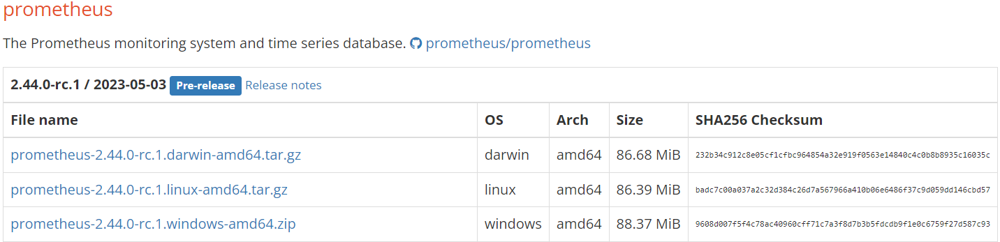 prometheus
The Prometheus monitoring system and time series database. prometheus/prometheus
2.44.0-rc.1 / 2023-05-03 Pre-release Release notes
File name OS Arch Size SHA256 Checksum
prometheus-2.44.0-rc.1.darwin-amd64.tar.gz darwin amd64 86.68 MiB 232b34c912c8e05cf1cfbc964854a32e919f0563e14840c4c0b8b8935c16035c
prometheus-2.44.0-rc.1.linux-amd64.tar.gz linux amd64 86.39 MiB badc7c00a037a2c32d384c26d7a567966a410b06e6486f37c9d059dd146cbd57
prometheus-2.44.0-rc.1.windows-amd64.zip windows amd64 88.37 MiB 9608d007f5f4c78ac40960cff71c7a3f8d7b3b5fdcdb9f1e0c6759f27d587c93